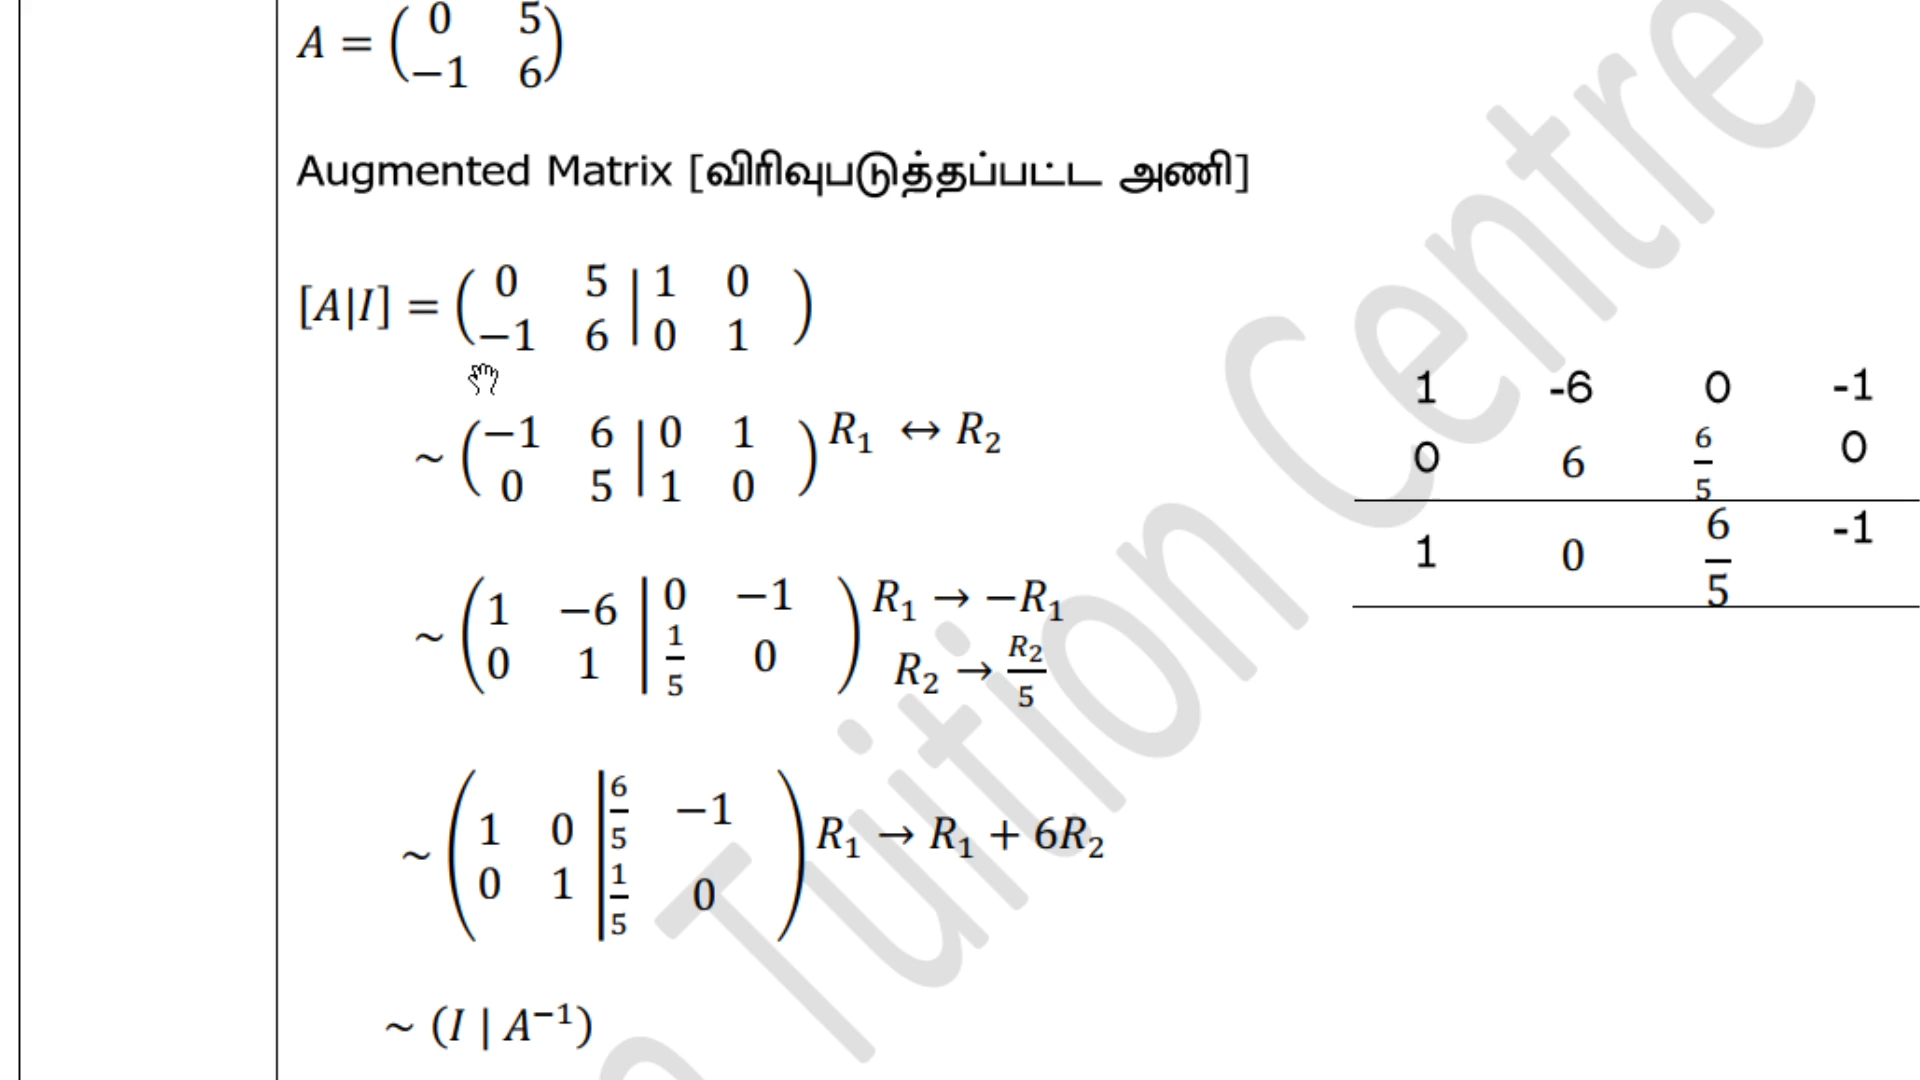 A = ( 0 5
−1 6 )
Augmented Matrix [விரிவுபடுத்தப்பட்ட அணி]
[A|I] = ( 0 5 | 1 0
−1 6 | 0 1 )
~ ( −1 6 | 0 1
0 5 | 1 0 ) R₁ ↔ R₂
~ ( 1 −6 | 0 −1
0 1 | 1/5 0 ) R₁ → −R₁
R₂ → R₂/5
~ ( 1 0 | 6/5 −1
0 1 | 1/5 0 ) R₁ → R₁ + 6R₂
~ (I | A⁻¹)
1 -6 0 -1
0 6 6/5 0
1 0 6/5 -1
Tuition Centre